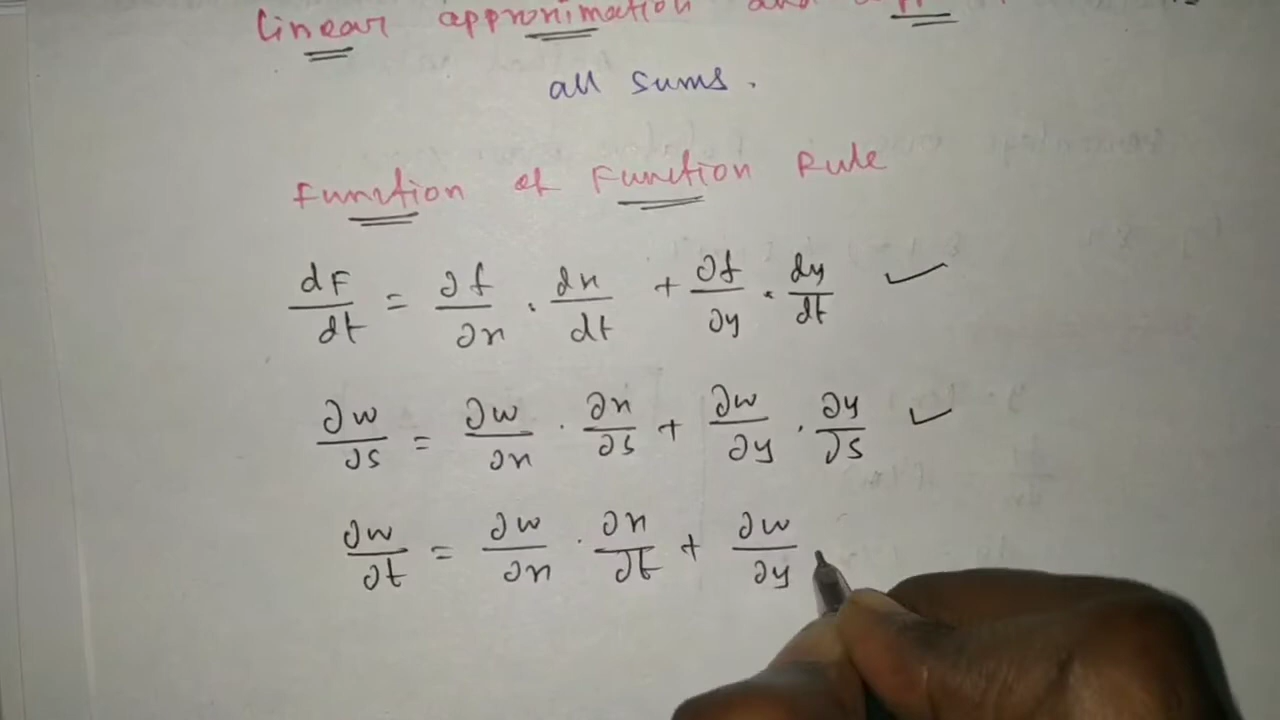 Linear approximation and
all sums.
Function of Function Rule
dF/dt = ∂f/∂x . dx/dt + ∂f/∂y . dy/dt ✓
∂w/∂s = ∂w/∂x . ∂x/∂s + ∂w/∂y . ∂y/∂s ✓
∂w/∂t = ∂w/∂x . ∂x/∂t + ∂w/∂y